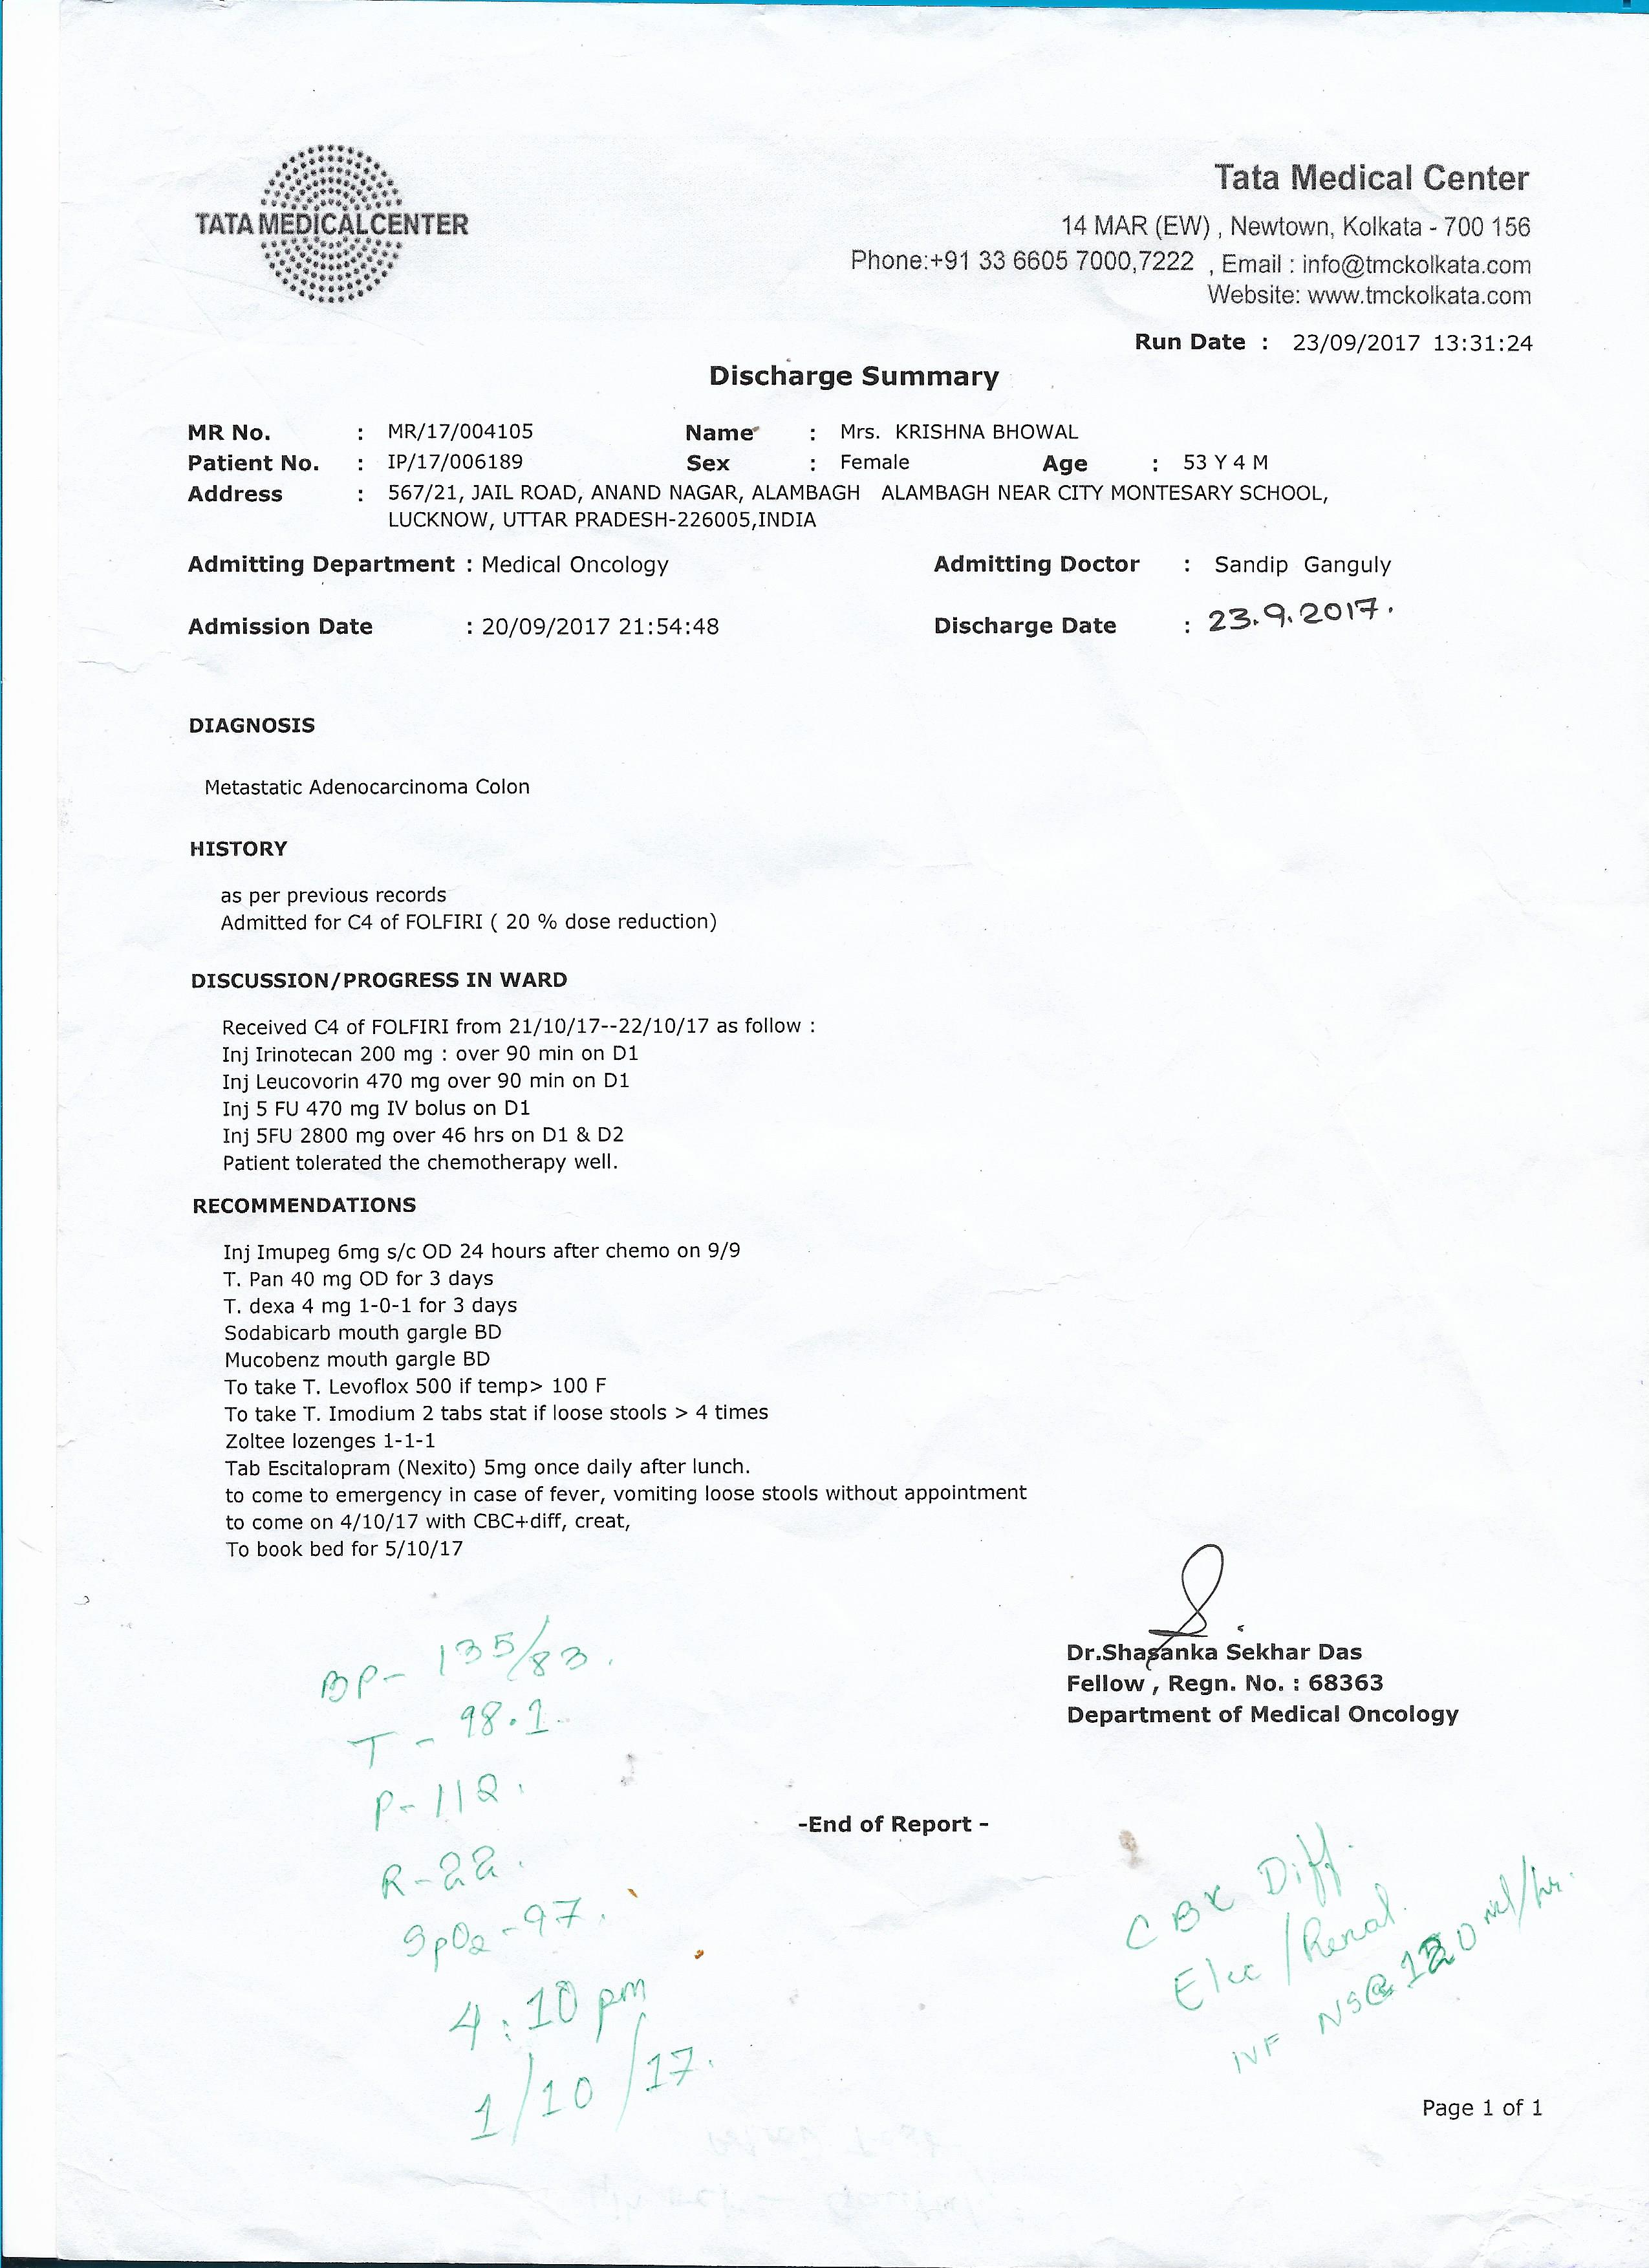 TATA MEDICAL CENTER
Tata Medical Center
14 MAR (EW) , Newtown, Kolkata - 700 156
Phone:+91 33 6605 7000,7222 , Email : info@tmckolkata.com
Website: www.tmckolkata.com
Run Date : 23/09/2017 13:31:24
Discharge Summary
MR No. : MR/17/004105 Name : Mrs. KRISHNA BHOWAL
Patient No. : IP/17/006189 Sex : Female Age : 53 Y 4 M
Address : 567/21, JAIL ROAD, ANAND NAGAR, ALAMBAGH ALAMBAGH NEAR CITY MONTESARY SCHOOL,
LUCKNOW, UTTAR PRADESH-226005,INDIA
Admitting Department : Medical Oncology Admitting Doctor : Sandip Ganguly
Admission Date : 20/09/2017 21:54:48 Discharge Date : 23.9.2017.
DIAGNOSIS
Metastatic Adenocarcinoma Colon
HISTORY
as per previous records
Admitted for C4 of FOLFIRI ( 20 % dose reduction)
DISCUSSION/PROGRESS IN WARD
Received C4 of FOLFIRI from 21/10/17--22/10/17 as follow :
Inj Irinotecan 200 mg : over 90 min on D1
Inj Leucovorin 470 mg over 90 min on D1
Inj 5 FU 470 mg IV bolus on D1
Inj 5FU 2800 mg over 46 hrs on D1 & D2
Patient tolerated the chemotherapy well.
RECOMMENDATIONS
Inj Imupeg 6mg s/c OD 24 hours after chemo on 9/9
T. Pan 40 mg OD for 3 days
T. dexa 4 mg 1-0-1 for 3 days
Sodabicarb mouth gargle BD
Mucobenz mouth gargle BD
To take T. Levoflox 500 if temp> 100 F
To take T. Imodium 2 tabs stat if loose stools > 4 times
Zoltee lozenges 1-1-1
Tab Escitalopram (Nexito) 5mg once daily after lunch.
to come to emergency in case of fever, vomiting loose stools without appointment
to come on 4/10/17 with CBC+diff, creat,
To book bed for 5/10/17
Dr.Shasanka Sekhar Das
Fellow , Regn. No. : 68363
Department of Medical Oncology
BP- 135/83.
T - 98.1
P- 112.
R-22.
SpO2-97.
4:10 pm
1/10/17.
-End of Report -
CBC Diff.
Elec/Renal.
IVF NS@ ml/hr.
Page 1 of 1